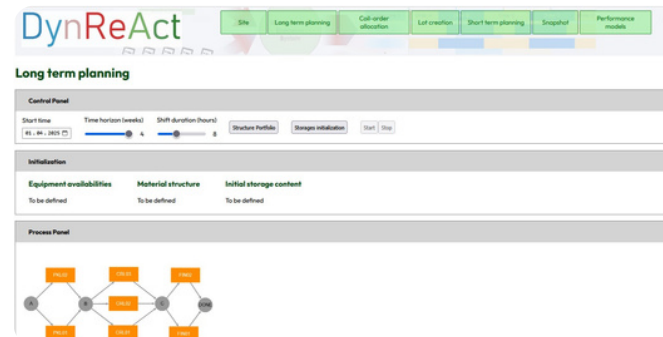 DynReAct
Site
Long term planning
Coil-order
allocation
Lot creation
Short term planning
Snapshot
Performance
models
Long term planning
Control Panel
Start time
Time horizon (weeks)
Shift duration (hours)
01.04.2025
4
8
Structure Portfolio
Storages initialization
Start
Stop
Initialization
Equipment availabilities
Material structure
Initial storage content
To be defined
To be defined
To be defined
Process Panel
A
B
C
DONE